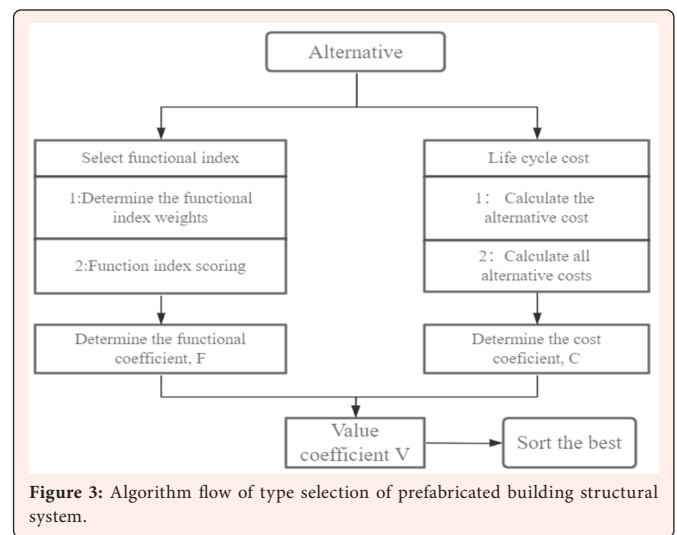 Alternative
Select functional index
1:Determine the functional
index weights
2:Function index scoring
Determine the functional
coefficient, F
Life cycle cost
1： Calculate the
alternative cost
2：Calculate all
alternative costs
Determine the cost
coeficient, C
Value
coefficient V
Sort the best
Figure 3: Algorithm flow of type selection of prefabricated building structural
system.